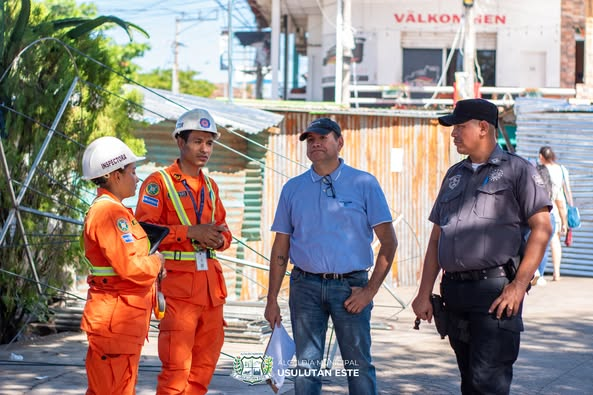 VÄLKOMMEN
INSPECTOR
ALCALDÍA MUNICIPAL
USULUTÁN ESTE